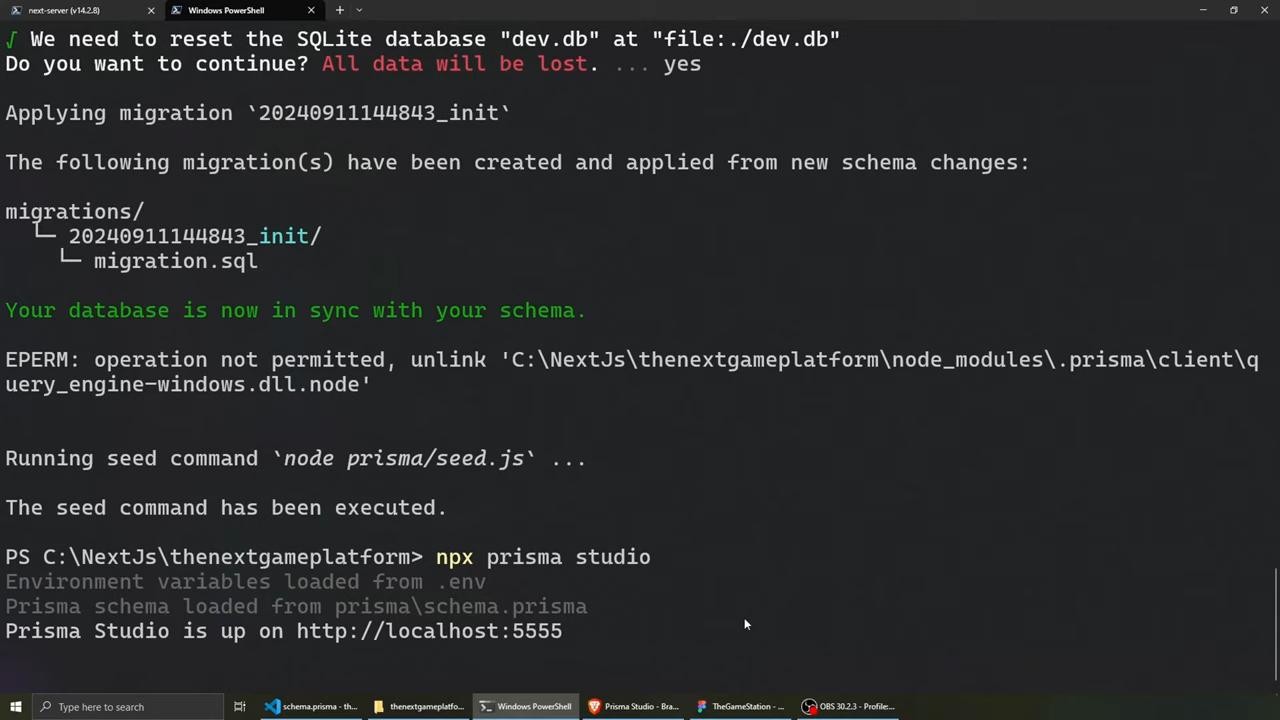 next-server (v14.2.8)
Windows PowerShell
√ We need to reset the SQLite database "dev.db" at "file:./dev.db"
Do you want to continue? All data will be lost. ... yes
Applying migration `20240911144843_init`
The following migration(s) have been created and applied from new schema changes:
migrations/
└─ 20240911144843_init/
└─ migration.sql
Your database is now in sync with your schema.
EPERM: operation not permitted, unlink 'C:\NextJs\thenextgameplatform\node_modules\.prisma\client\q
uery_engine-windows.dll.node'
Running seed command `node prisma/seed.js` ...
The seed command has been executed.
PS C:\NextJs\thenextgameplatform> npx prisma studio
Environment variables loaded from .env
Prisma schema loaded from prisma\schema.prisma
Prisma Studio is up on http://localhost:5555
Type here to search
schema.prisma - th...
thenextgameplatfo...
Windows PowerShell
Prisma Studio - Bra...
TheGameStation - ...
OBS 30.2.3 - Profile:...